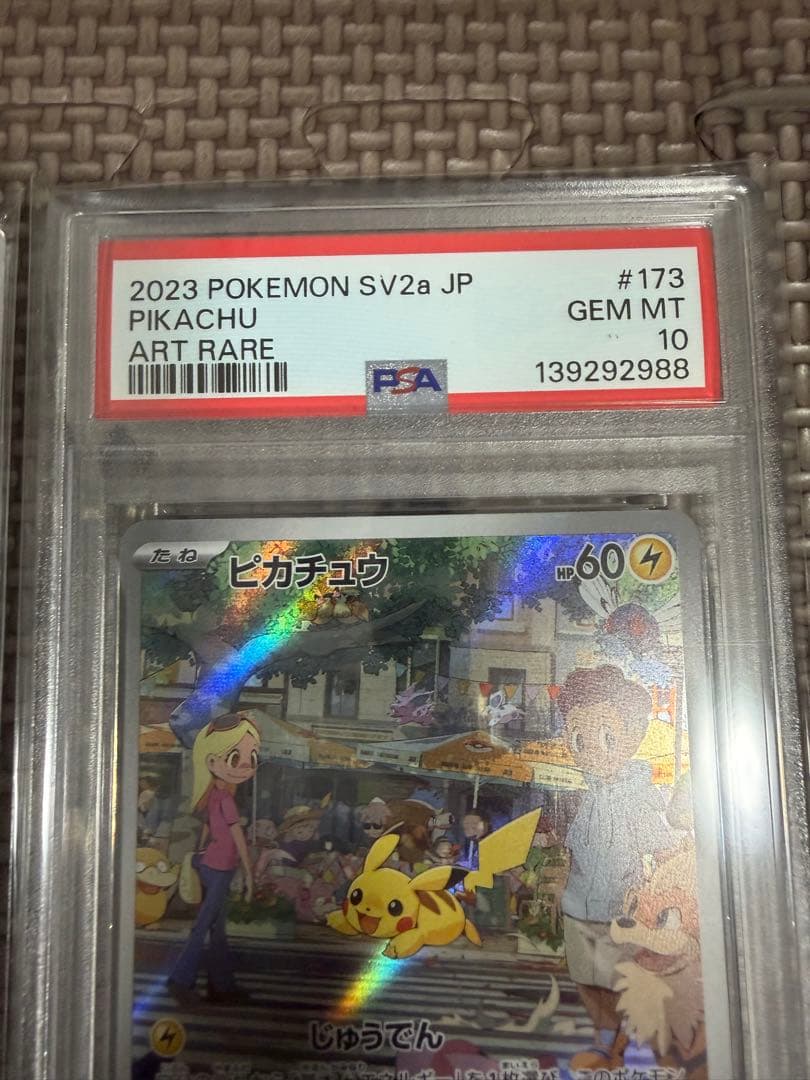 2023 POKEMON SV2a JP #173
PIKACHU GEM MT
ART RARE 10
PSA 139292988
たね ピカチュウ HP60
じゅうでん